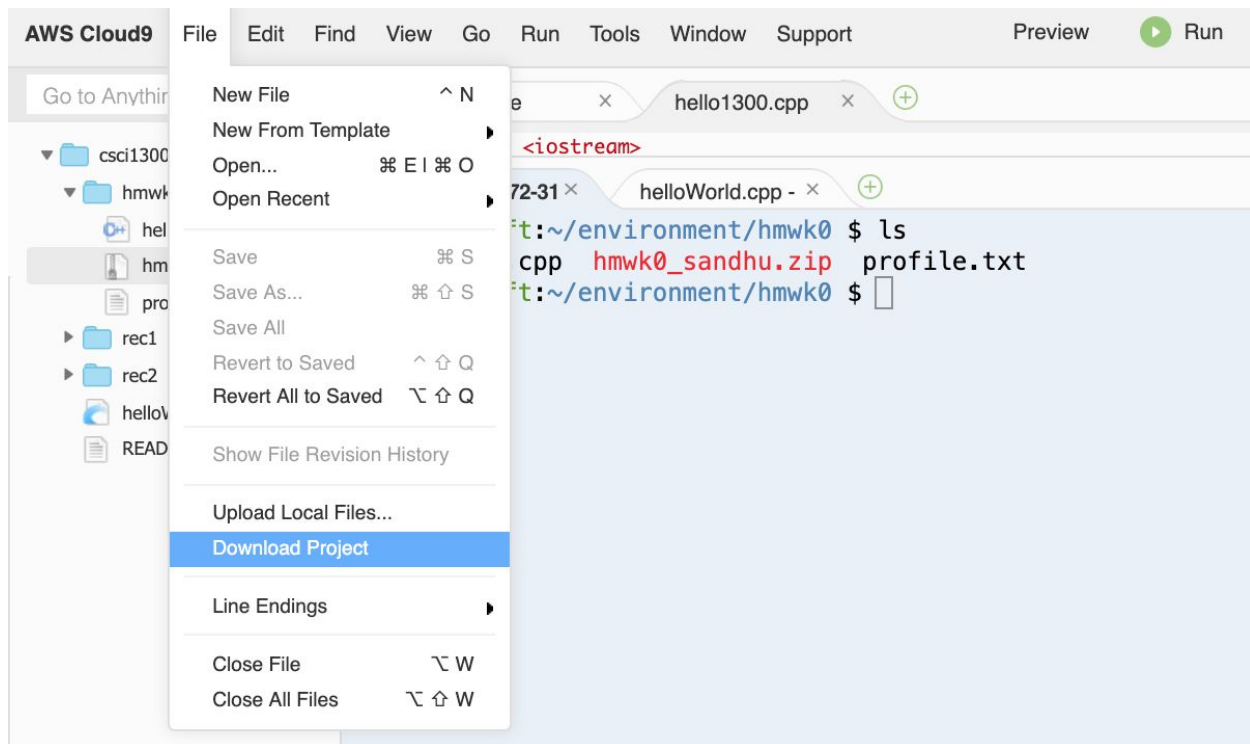 AWS Cloud9 File Edit Find View Go Run Tools Window Support Preview Run
Go to Anythin
csci1300
hmwk
hel
hm
pro
rec1
rec2
helloW
READ
New File ^ N
New From Template
Open... ⌘ E | ⌘ O
Open Recent
Save ⌘ S
Save As... ⌘ ⇧ S
Save All
Revert to Saved ^ ⇧ Q
Revert All to Saved ⌥ ⇧ Q
Show File Revision History
Upload Local Files...
Download Project
Line Endings
Close File ⌥ W
Close All Files ⌥ ⇧ W
e × hello1300.cpp ×
<iostream>
72-31 × helloWorld.cpp - ×
t:~/environment/hmwk0 $ ls
cpp hmwk0_sandhu.zip profile.txt
t:~/environment/hmwk0 $